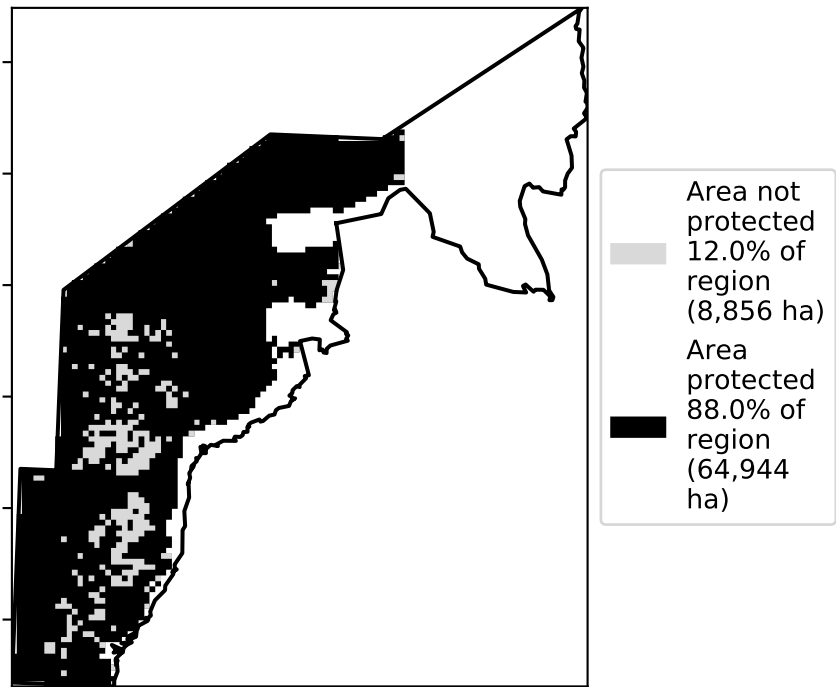 Area not
protected
12.0% of
region
(8,856 ha)
Area
protected
88.0% of
region
(64,944
ha)